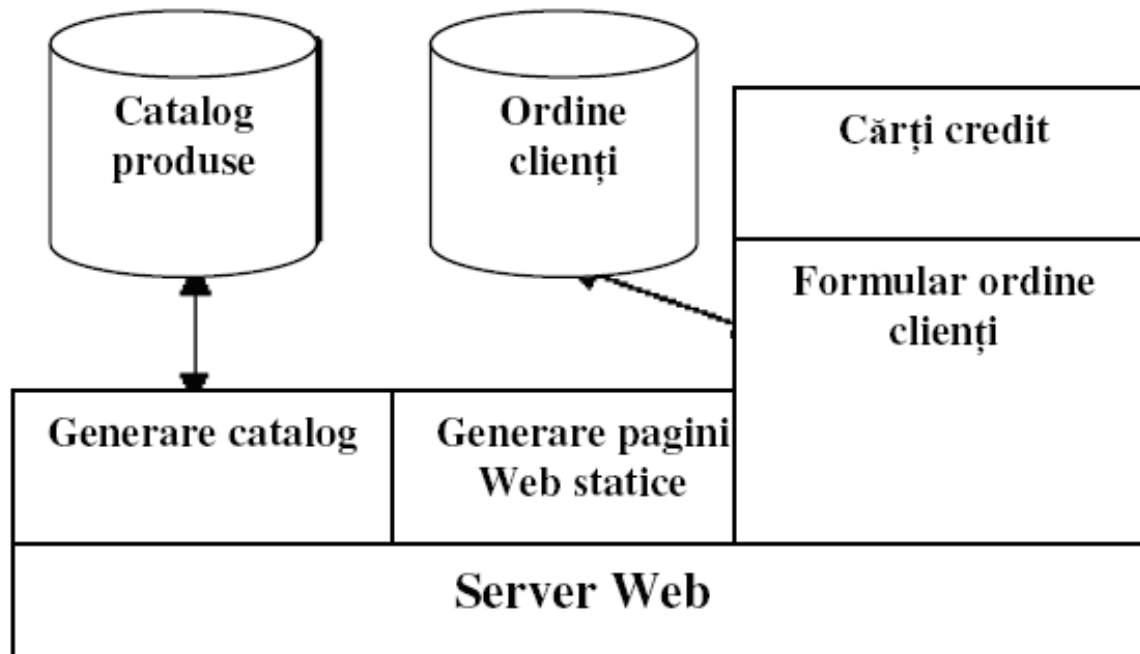 Catalog
produse
Ordine
clienți
Cărți credit
Formular ordine
clienți
Generare catalog
Generare pagini
Web statice
Server Web